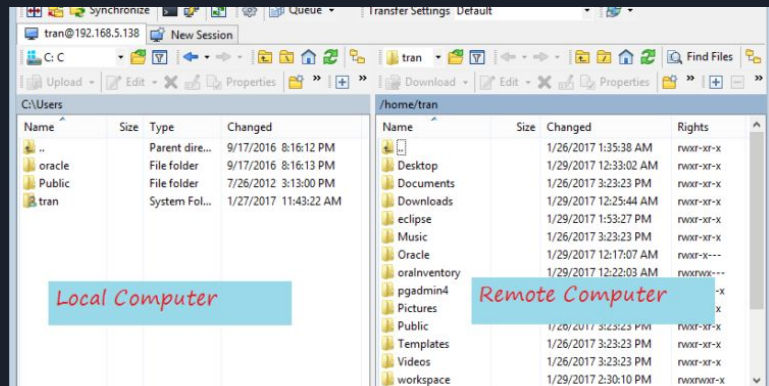 Synchronize Queue Transfer Settings Default
tran@192.168.5.138 New Session
C: C tran Find Files
Upload Edit Properties Download Edit Properties
C:\Users /home/tran
Name Size Type Changed Name Size Changed Rights
.. Parent dire... 9/17/2016 8:16:12 PM .. 1/26/2017 1:35:38 AM rwxr-xr-x
oracle File folder 9/17/2016 8:16:13 PM Desktop 1/29/2017 12:33:02 AM rwxr-xr-x
Public File folder 7/26/2012 3:13:00 PM Documents 1/26/2017 3:23:23 PM rwxr-xr-x
tran System Fol... 1/27/2017 11:43:22 AM Downloads 1/29/2017 12:25:44 AM rwxr-xr-x
eclipse 1/29/2017 1:53:27 PM rwxr-xr-x
Music 1/26/2017 3:23:23 PM rwxr-xr-x
Oracle 1/29/2017 12:17:07 AM rwxr-x---
oraInventory 1/29/2017 12:22:03 AM rwxrwx---
Local Computer pgadmin4 Remote Computer -x
Pictures x
Public 1/26/2017 3:23:23 PM rwxr-xr-x
Templates 1/26/2017 3:23:23 PM rwxr-xr-x
Videos 1/26/2017 3:23:23 PM rwxr-xr-x
workspace 1/29/2017 2:30:10 PM rwxrwxr-x